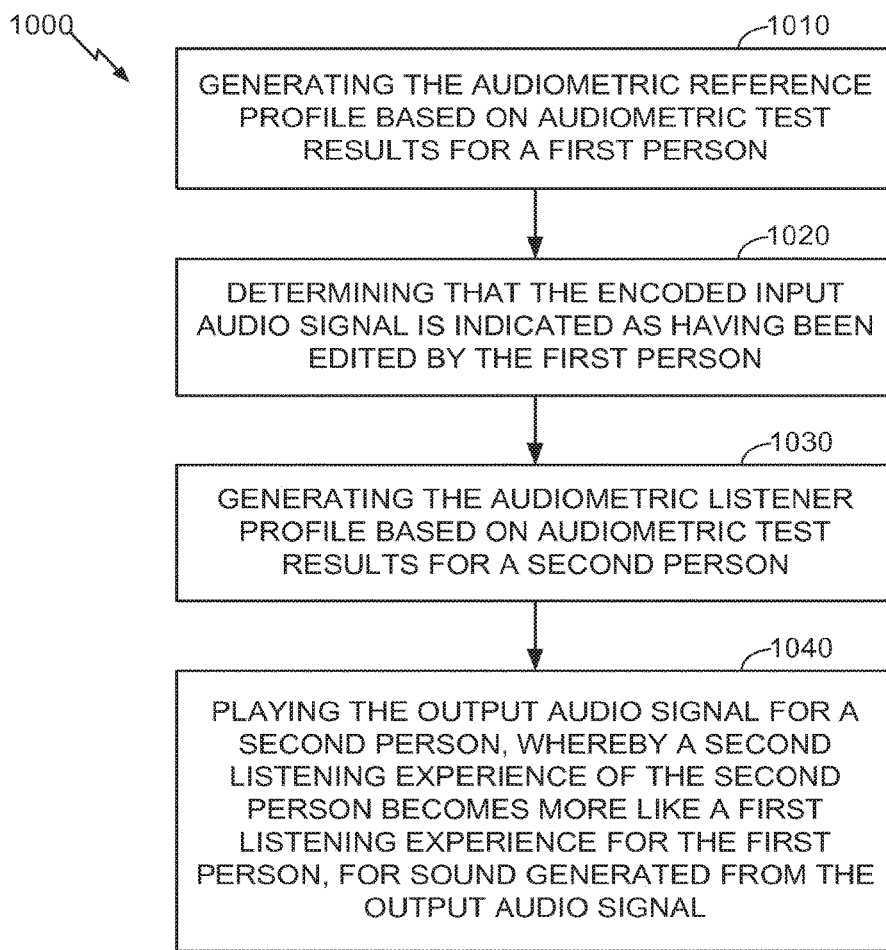 1000
1010
GENERATING THE AUDIOMETRIC REFERENCE
PROFILE BASED ON AUDIOMETRIC TEST
RESULTS FOR A FIRST PERSON
1020
DETERMINING THAT THE ENCODED INPUT
AUDIO SIGNAL IS INDICATED AS HAVING BEEN
EDITED BY THE FIRST PERSON
1030
GENERATING THE AUDIOMETRIC LISTENER
PROFILE BASED ON AUDIOMETRIC TEST
RESULTS FOR A SECOND PERSON
1040
PLAYING THE OUTPUT AUDIO SIGNAL FOR A
SECOND PERSON, WHEREBY A SECOND
LISTENING EXPERIENCE OF THE SECOND
PERSON BECOMES MORE LIKE A FIRST
LISTENING EXPERIENCE FOR THE FIRST
PERSON, FOR SOUND GENERATED FROM THE
OUTPUT AUDIO SIGNAL